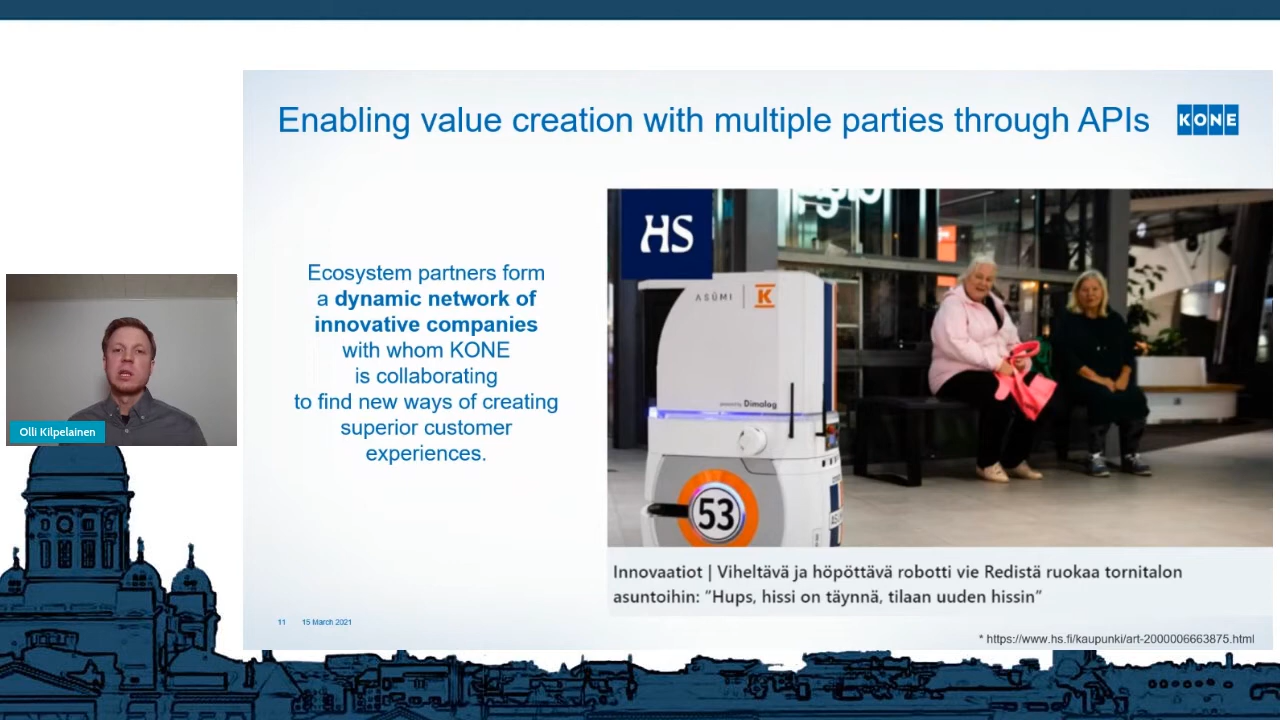 Enabling value creation with multiple parties through APIs
KONE
Ecosystem partners form
a dynamic network of
innovative companies
with whom KONE
is collaborating
to find new ways of creating
superior customer
experiences.
HS
ASUMI | K
powered by Dimalog
53
Innovaatiot | Viheltävä ja höpöttävä robotti vie Redistä ruokaa tornitalon
asuntoihin: ”Hups, hissi on täynnä, tilaan uuden hissin”
Olli Kilpelainen
11 15 March 2021
* https://www.hs.fi/kaupunki/art-2000006663875.html